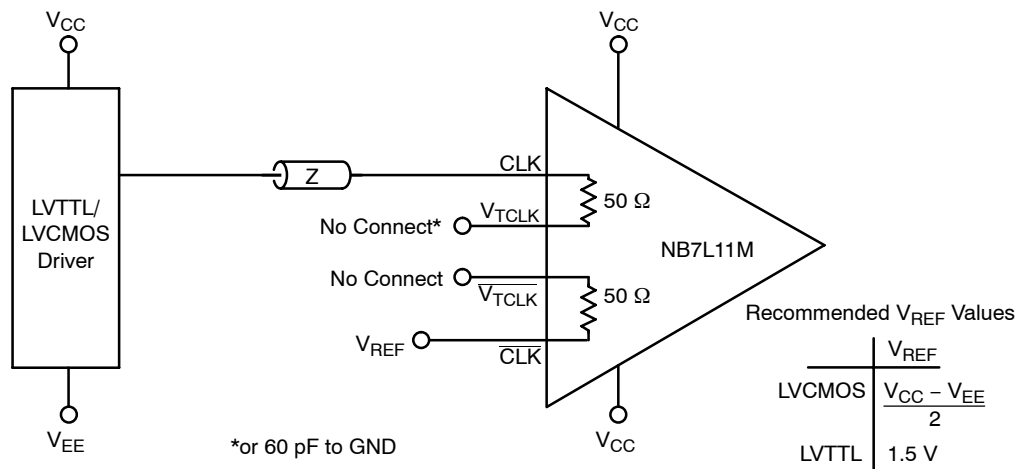 VCC
VCC
LVTTL/
LVCMOS
Driver
Z
CLK
50 Ω
No Connect*
VTCLK
NB7L11M
No Connect
VTCLK
50 Ω
VREF
CLK
Recommended VREF Values
VREF
LVCMOS
VCC – VEE
2
LVTTL
1.5 V
VEE
*or 60 pF to GND
VCC